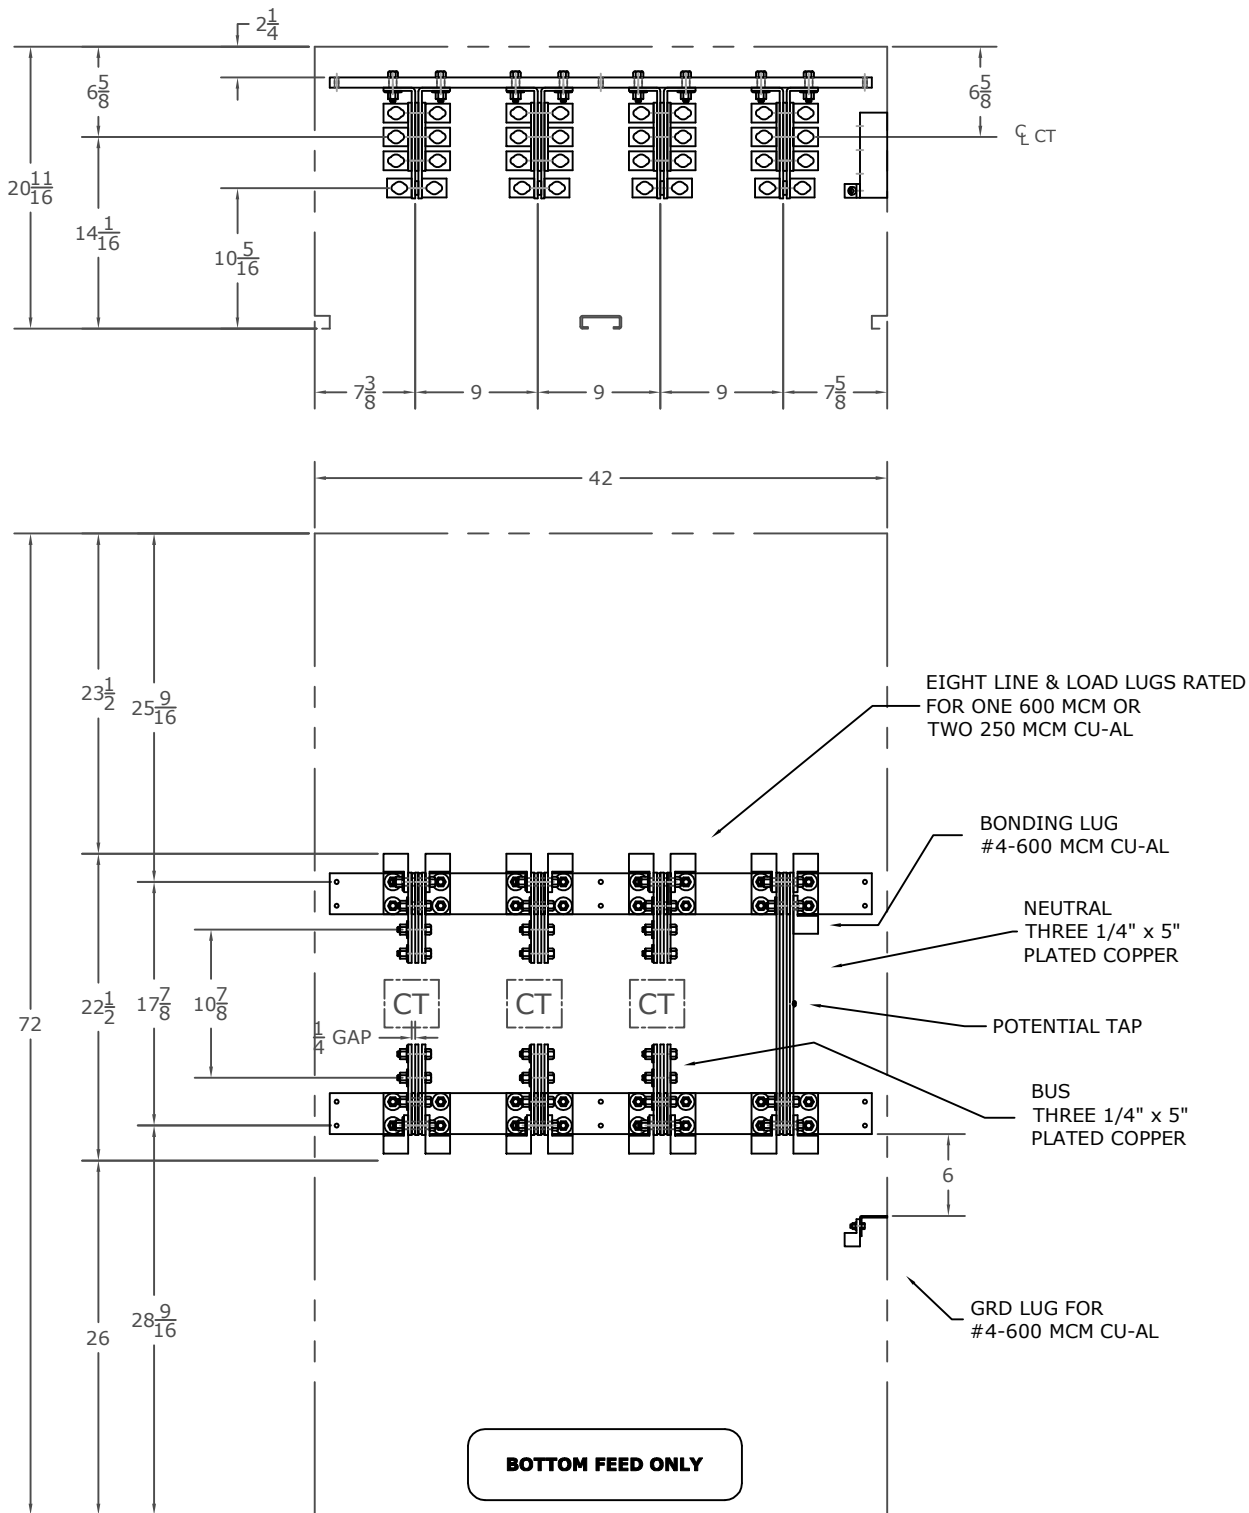 2 1/4
6 5/8
6 5/8
℄ CT
20 11/16
14 1/16
10 5/16
7 3/8
9
9
9
7 5/8
42
23 1/2
25 9/16
EIGHT LINE & LOAD LUGS RATED
FOR ONE 600 MCM OR
TWO 250 MCM CU-AL
BONDING LUG
#4-600 MCM CU-AL
NEUTRAL
THREE 1/4" x 5"
PLATED COPPER
72
22 1/2
17 7/8
10 7/8
CT
CT
CT
1/4 GAP
POTENTIAL TAP
BUS
THREE 1/4" x 5"
PLATED COPPER
6
26
28 9/16
GRD LUG FOR
#4-600 MCM CU-AL
BOTTOM FEED ONLY